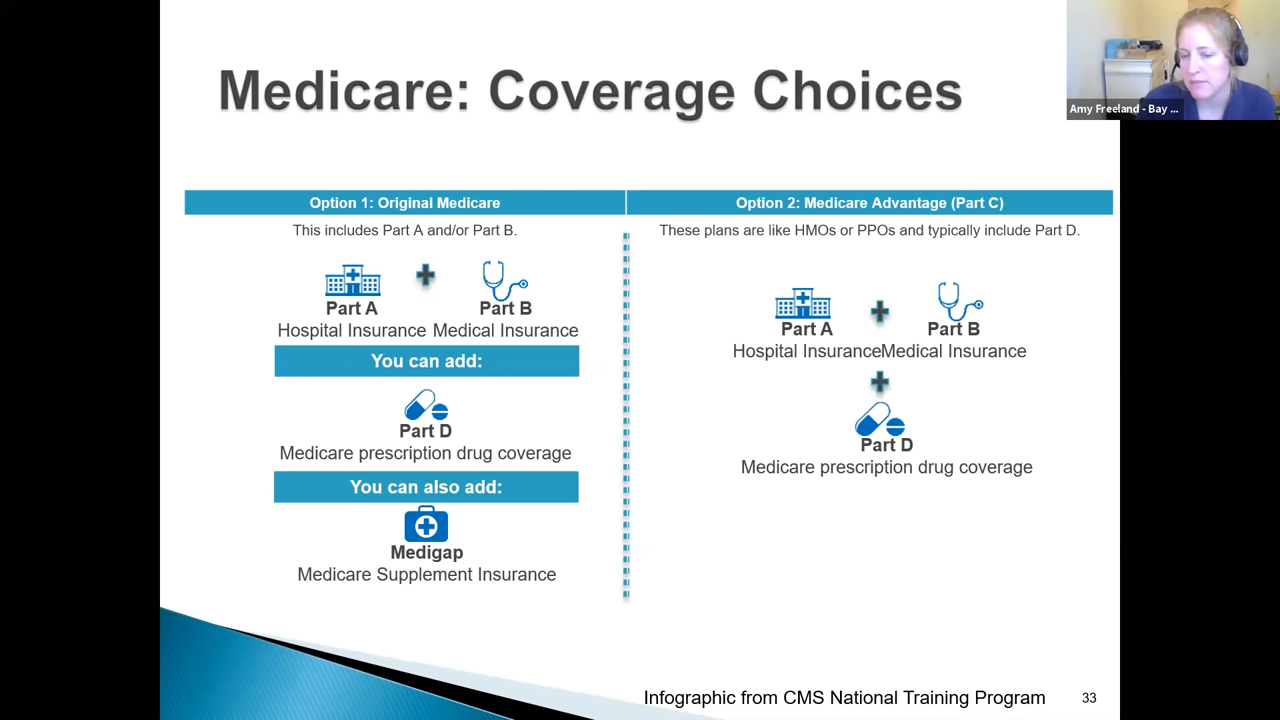 Medicare: Coverage Choices
Amy Freeland - Bay ...
Option 1: Original Medicare
This includes Part A and/or Part B.
Part A
Part B
Hospital Insurance Medical Insurance
You can add:
Part D
Medicare prescription drug coverage
You can also add:
Medigap
Medicare Supplement Insurance
Option 2: Medicare Advantage (Part C)
These plans are like HMOs or PPOs and typically include Part D.
Part A
Part B
Hospital InsuranceMedical Insurance
Part D
Medicare prescription drug coverage
Infographic from CMS National Training Program
33